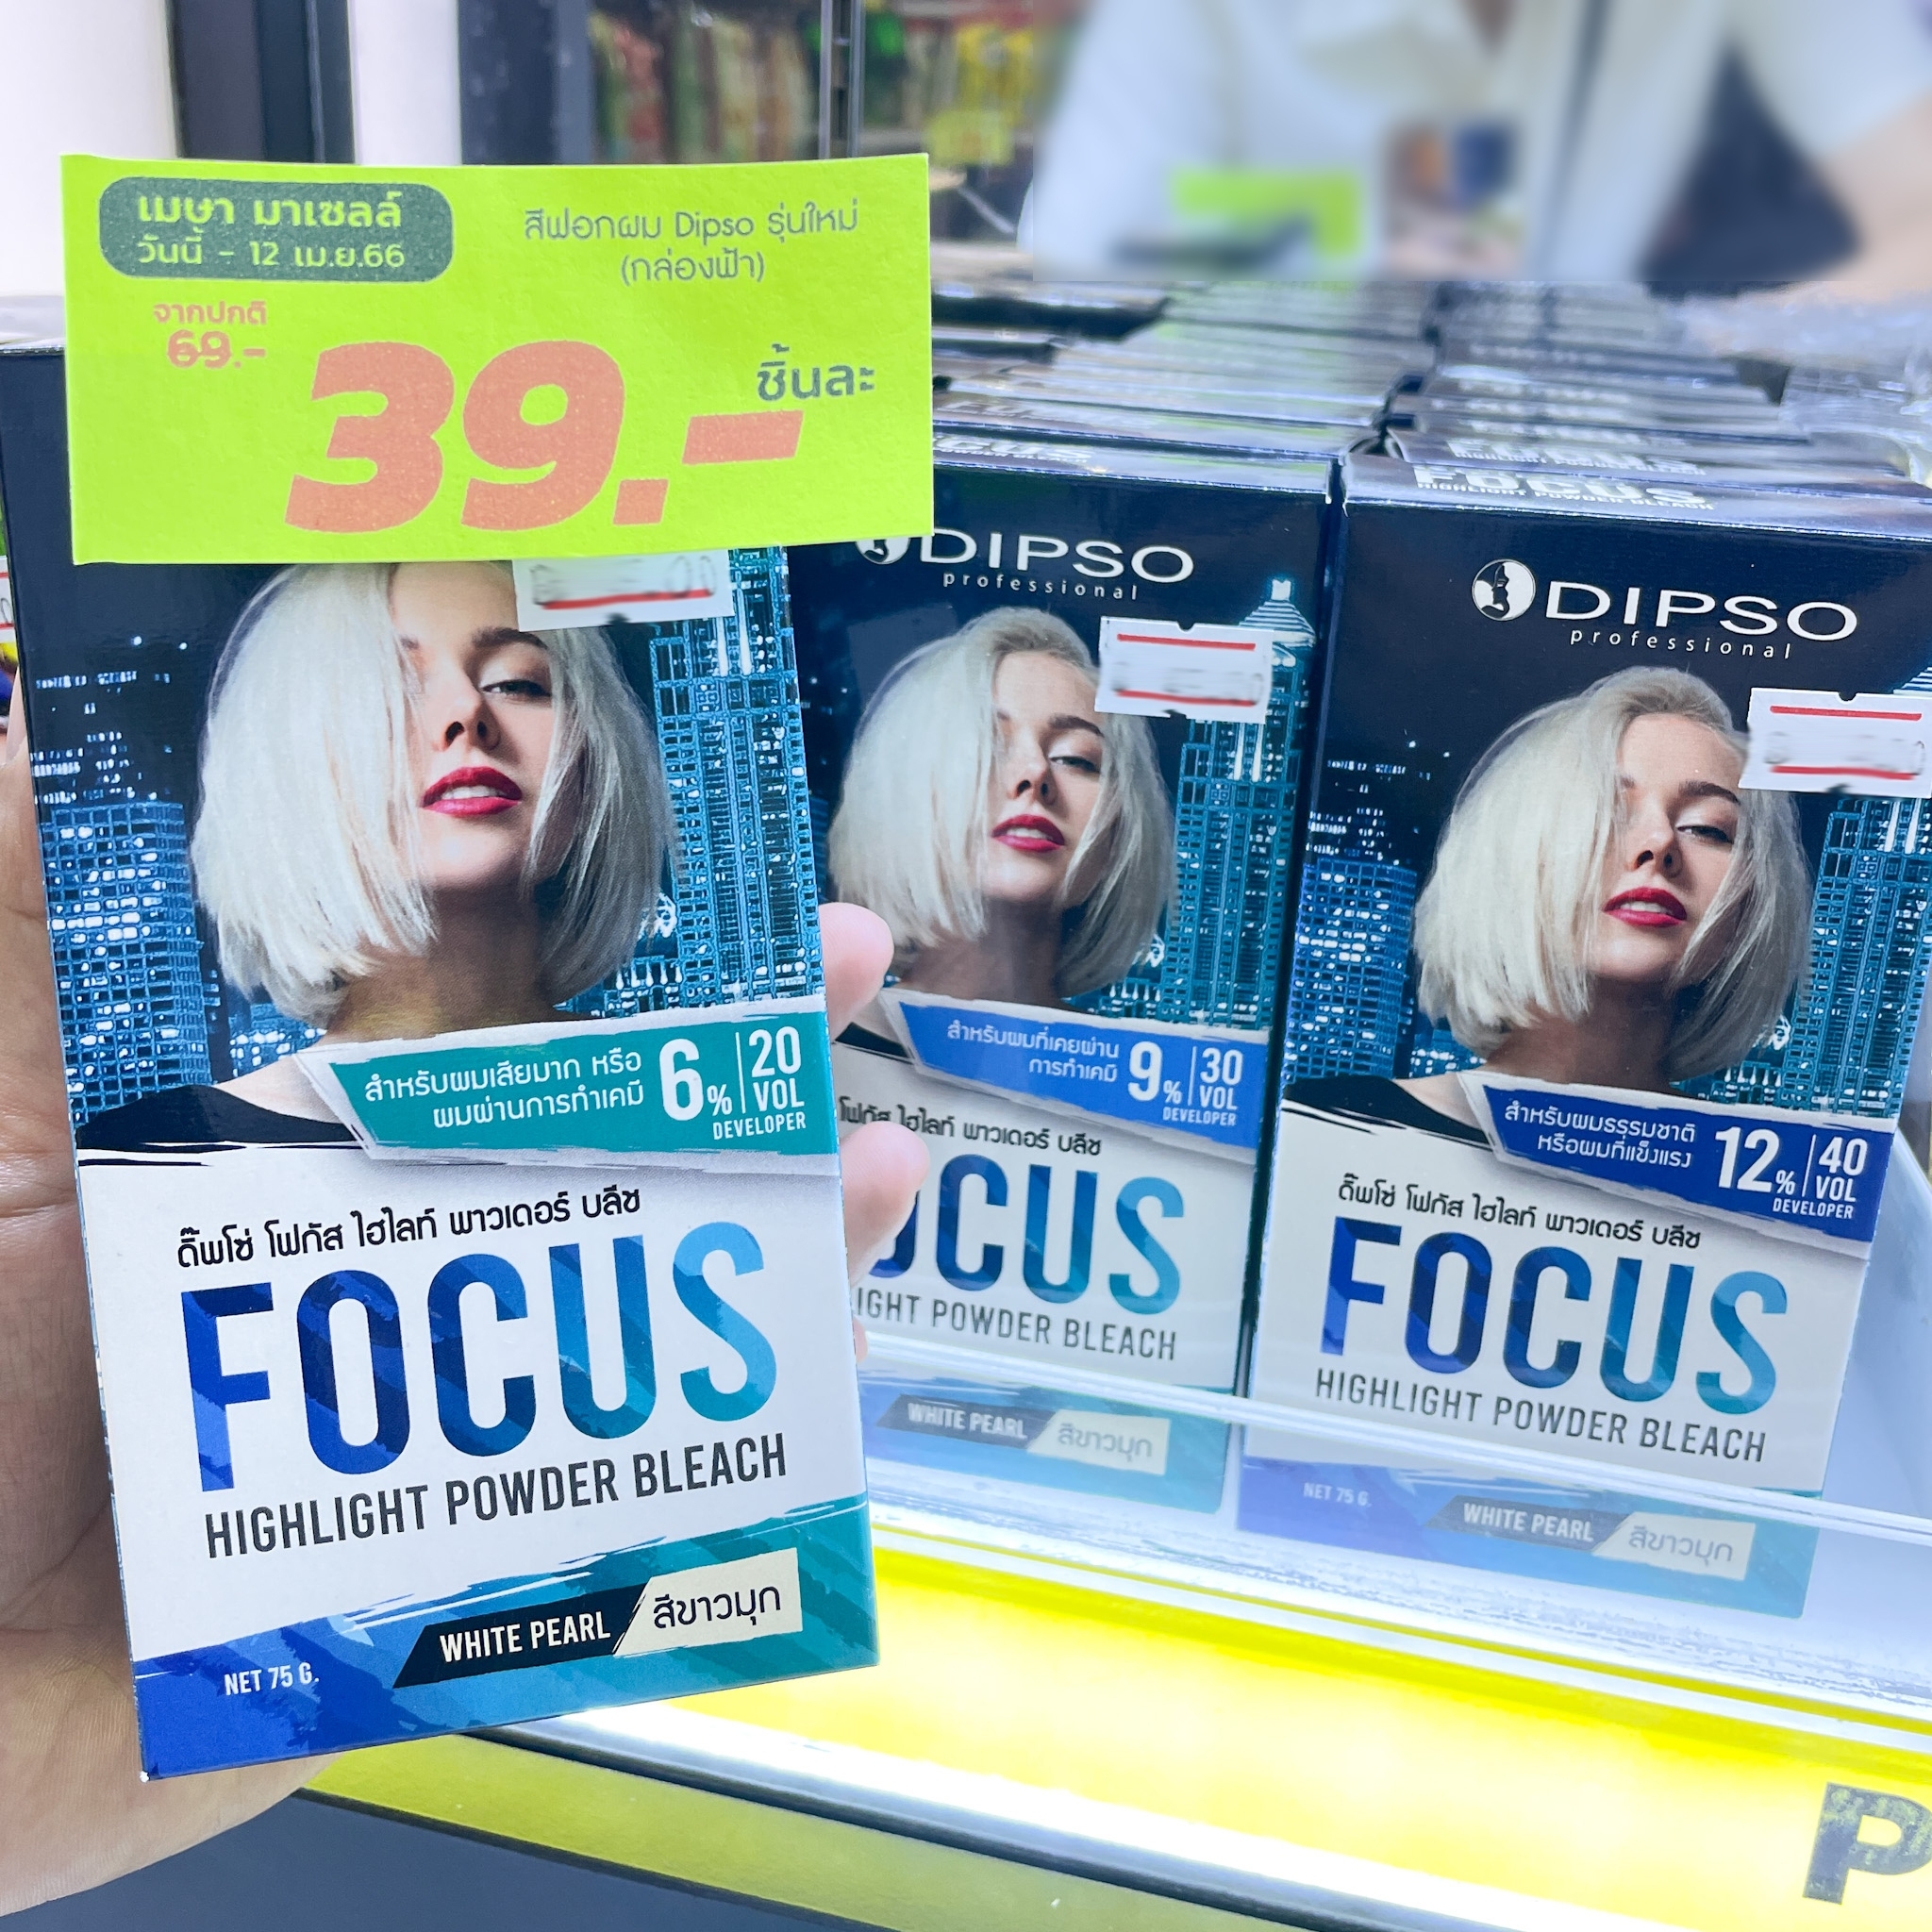 เมษา มาเซลล์
วันนี้ - 12 เม.ย.66
สีฟอกผม Dipso รุ่นใหม่
(กล่องฟ้า)
จากปกติ
69.-
39.-
ชิ้นละ
สำหรับผมเสียมาก หรือ
ผมผ่านการทำเคมี
6%
20
VOL
DEVELOPER
ดิ๊พโซ่ โฟกัส ไฮไลท์ พาวเดอร์ บลีช
FOCUS
HIGHLIGHT POWDER BLEACH
WHITE PEARL
สีขาวมุก
NET 75 G.
DIPSO
professional
สำหรับผมที่เคยผ่าน
การทำเคมี
9%
30
VOL
DEVELOPER
โฟกัส ไฮไลท์ พาวเดอร์ บลีช
OCUS
IGHT POWDER BLEACH
WHITE PEARL
สีขาวมุก
FOCUS
HIGHLIGHT POWDER BLEACH
DIPSO
professional
สำหรับผมธรรมชาติ
หรือผมที่แข็งแรง
12%
40
VOL
DEVELOPER
ดิ๊พโซ่ โฟกัส ไฮไลท์ พาวเดอร์ บลีช
FOCUS
HIGHLIGHT POWDER BLEACH
NET 75 G.
WHITE PEARL
สีขาวมุก
P